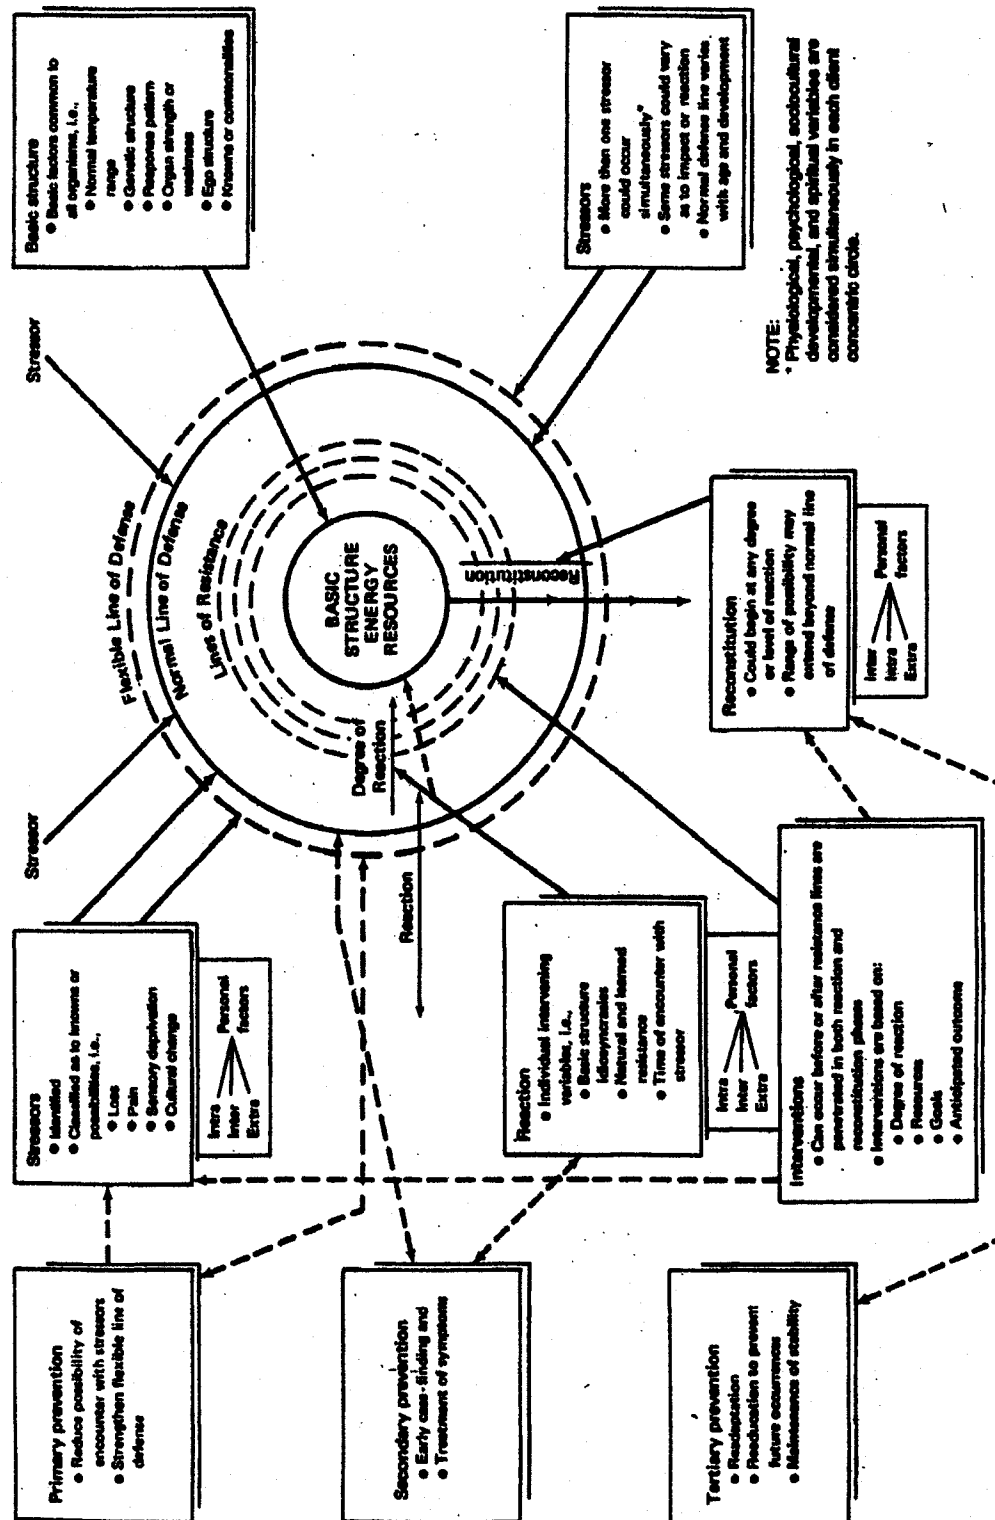 Primary prevention
● Reduce possibility of
encounter with stressors
● Strengthen flexible line of
defense
Secondary prevention
● Early case-finding and
● Treatment of symptoms
Tertiary prevention
● Readaptation
● Reeducation to prevent
future occurrences
● Maintenance of stability
Stressors
● Identified
● Classified as to knowns or
possibilities, i.e.,
● Loss
● Pain
● Sensory deprivation
● Cultural change
Intra
Inter
Extra
Personal
factors
Reaction
● Individual intervening
variables, i.e.,
● Basic structure
idiosyncrasies
● Natural and learned
resistance
● Time of encounter with
stressor
Intra
Inter
Extra
Personal
factors
Interventions
● Can occur before or after resistance lines are
penetrated in both reaction and
reconstitution phases
● Interventions are based on:
● Degree of reaction
● Resources
● Goals
● Anticipated outcome
Stressor
Stressor
Flexible Line of Defense
Normal Line of Defense
Lines of Resistance
BASIC
STRUCTURE
ENERGY
RESOURCES
Degree of
Reaction
Reaction
Reconstitution
Reconstitution
● Could begin at any degree
or level of reaction
● Range of possibility may
extend beyond normal line
of defense
Inter
Intra
Extra
Personal
factors
Basic structure
● Basic factors common to
all organisms, i.e.,
● Normal temperature
range
● Genetic structure
● Response pattern
● Organ strength or
weakness
● Ego structure
● Knowns or commonalities
Stressors
● More than one stressor
could occur
simultaneously*
● Same stressors could vary
as to impact or reaction
● Normal defense line varies
with age and development
NOTE:
* Physiological, psychological, sociocultural
developmental, and spiritual variables are
considered simultaneously in each client
concentric circle.